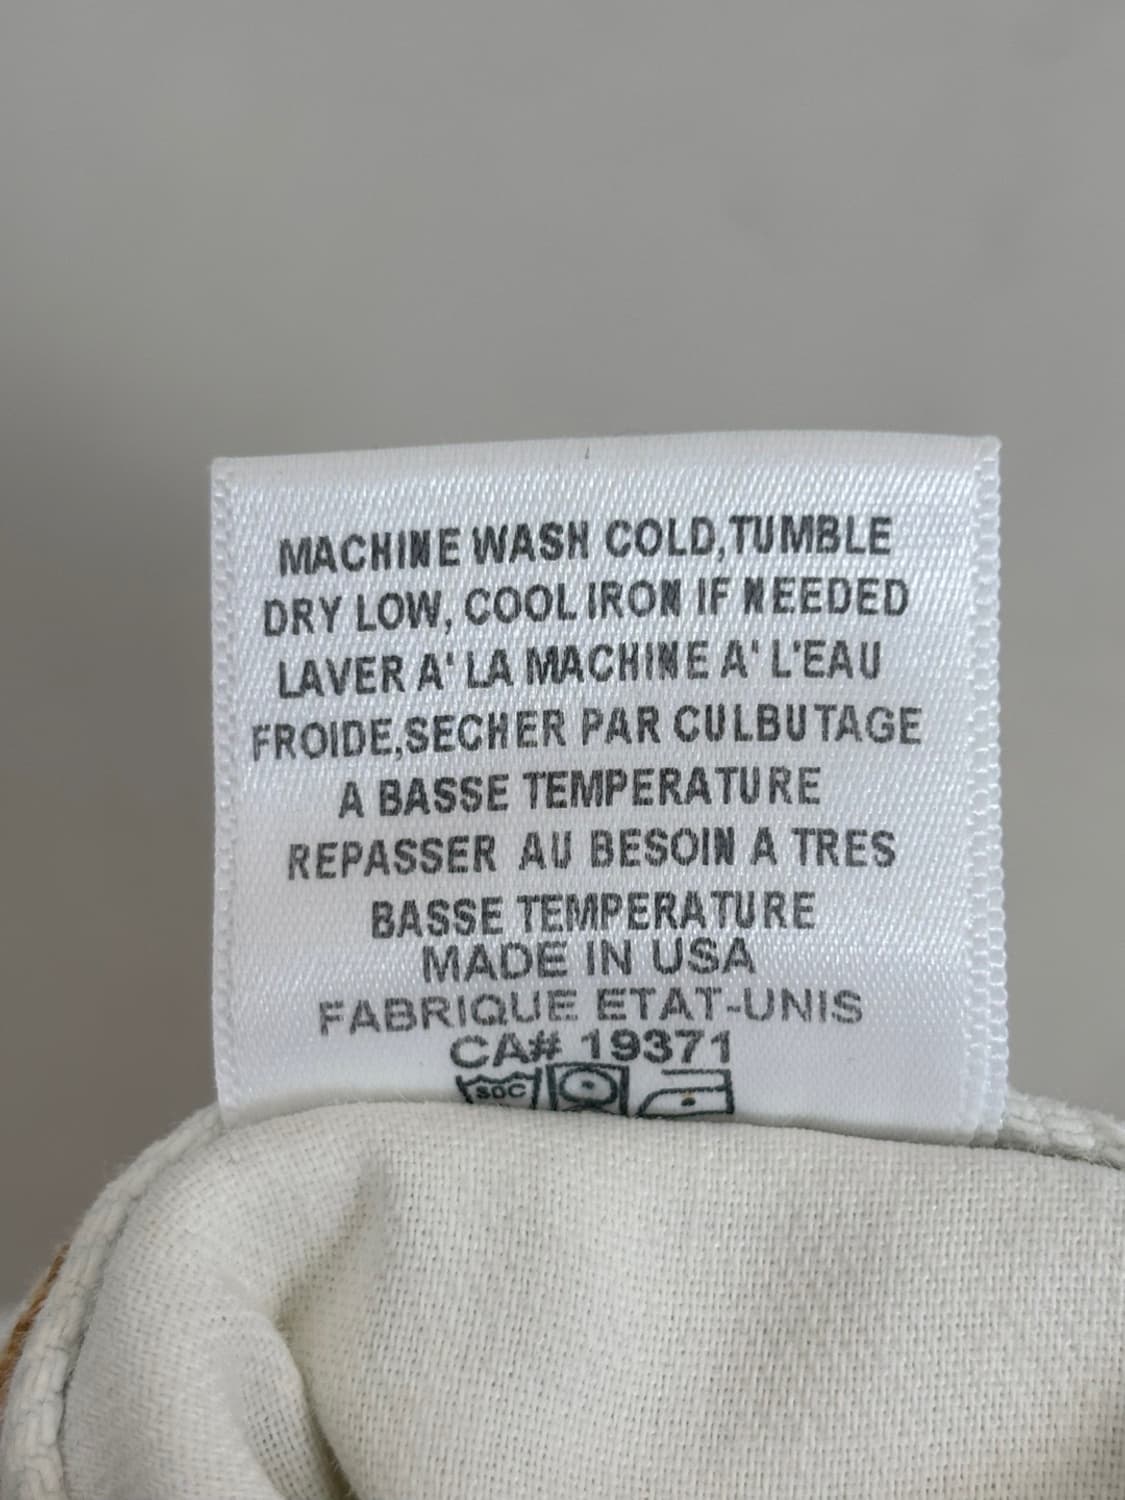 MACHINE WASH COLD,TUMBLE
DRY LOW, COOL IRON IF NEEDED
LAVER A' LA MACHINE A' L'EAU
FROIDE,SECHER PAR CULBUTAGE
A BASSE TEMPERATURE
REPASSER AU BESOIN A TRES
BASSE TEMPERATURE
MADE IN USA
FABRIQUE ETAT-UNIS
CA# 19371